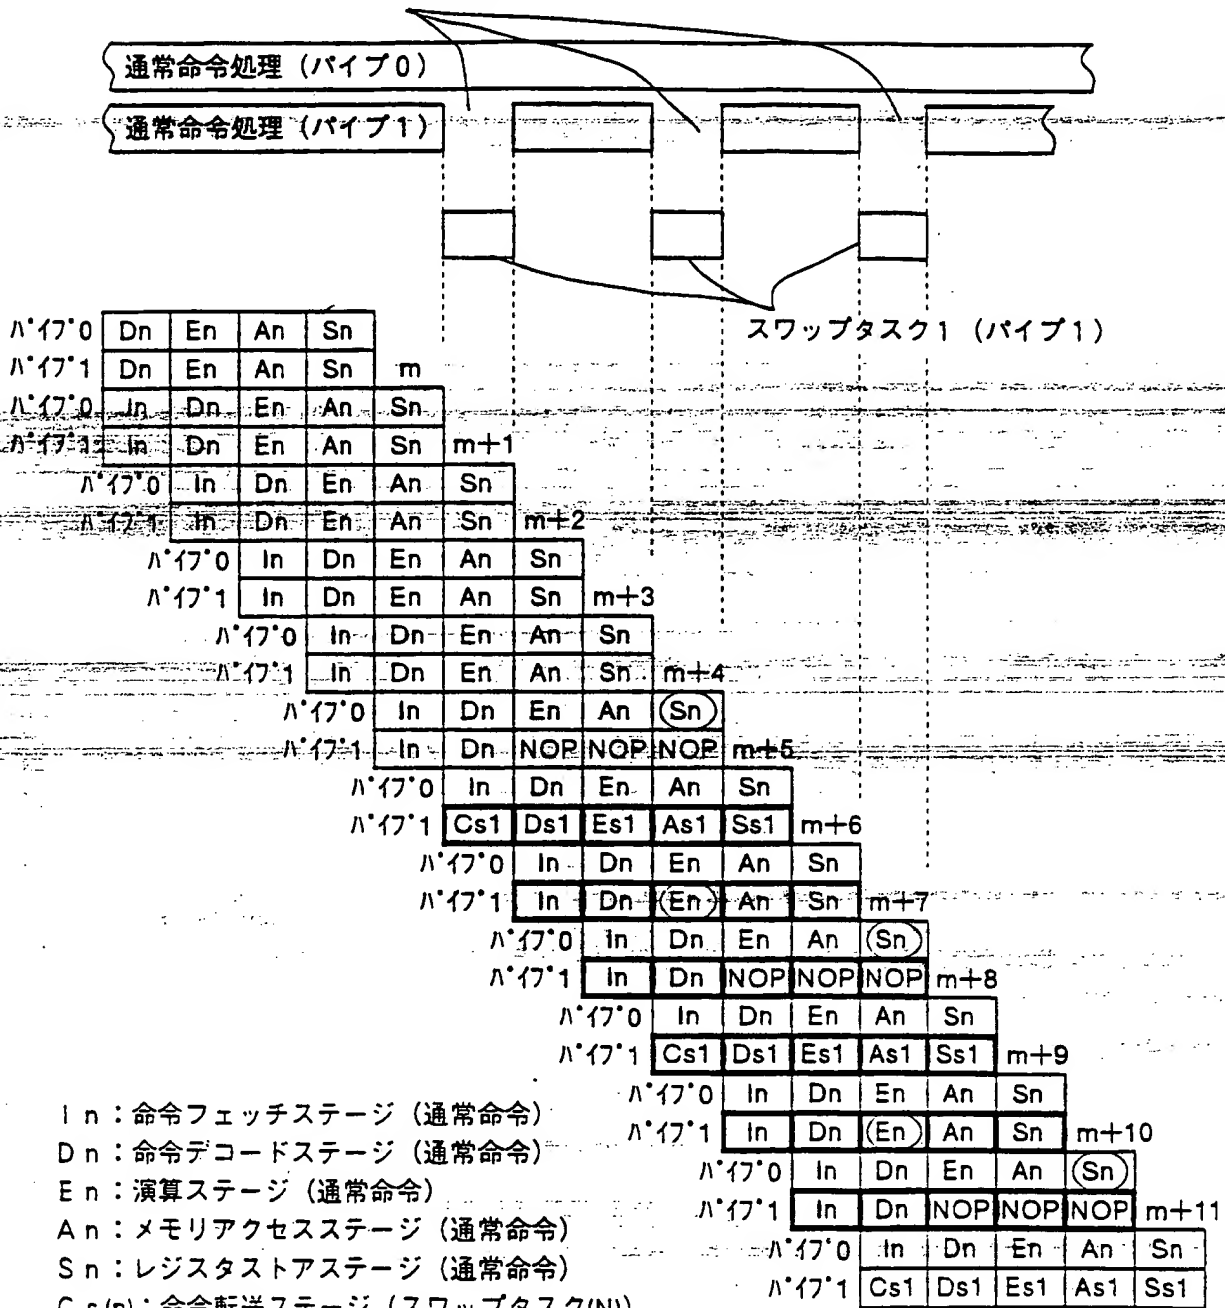 通常命令処理（パイプ0）
通常命令処理（パイプ1）
スワップタスク1（パイプ1）
パイプ0 Dn En An Sn
パイプ1 Dn En An Sn m
パイプ0 In Dn En An Sn
パイプ1 In Dn En An Sn m+1
パイプ0 In Dn En An Sn
パイプ1 In Dn En An Sn m+2
パイプ0 In Dn En An Sn
パイプ1 In Dn En An Sn m+3
パイプ0 In Dn En An Sn
パイプ1 In Dn En An Sn m+4
パイプ0 In Dn En An Sn
パイプ1 In Dn NOP NOP NOP m+5
パイプ0 In Dn En An Sn
パイプ1 Cs1 Ds1 Es1 As1 Ss1 m+6
パイプ0 In Dn En An Sn
パイプ1 In Dn En An Sn m+7
パイプ0 In Dn En An Sn
パイプ1 In Dn NOP NOP NOP m+8
パイプ0 In Dn En An Sn
パイプ1 Cs1 Ds1 Es1 As1 Ss1 m+9
パイプ0 In Dn En An Sn
パイプ1 In Dn En An Sn m+10
パイプ0 In Dn En An Sn
パイプ1 In Dn NOP NOP NOP m+11
パイプ0 In Dn En An Sn
パイプ1 Cs1 Ds1 Es1 As1 Ss1
In：命令フェッチステージ（通常命令）
Dn：命令デコードステージ（通常命令）
En：演算ステージ（通常命令）
An：メモリアクセスステージ（通常命令）
Sn：レジスタストアステージ（通常命令）
Cs(n)：命令転送ステージ（スワップタスク(N)）